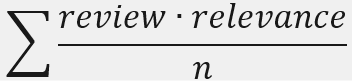 ∑ review · relevance / n